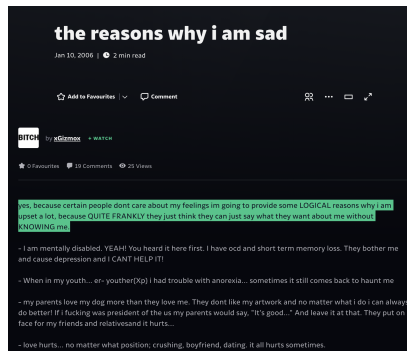 the reasons why i am sad
Jan 10, 2006 | 2 min read
Add to Favourites Comment
BITCH by xGizmox + WATCH
0 Favourites 19 Comments 25 Views
yes, because certain people dont care about my feelings im going to provide some LOGICAL reasons why i am
upset a lot, because QUITE FRANKLY they just think they can just say what they want about me without
KNOWING me.
- I am mentally disabled. YEAH! You heard it here first. I have ocd and short term memory loss. They bother me
and cause depression and I CANT HELP IT!
- When in my youth... er- youther(Xp) i had trouble with anorexia... sometimes it still comes back to haunt me
- my parents love my dog more than they love me. They dont like my artwork and no matter what i do i can always
do better! If i fucking was president of the us my parents would say, "It's good..." And leave it at that. They put on
face for my friends and relativesand it hurts...
- love hurts... no matter what position; crushing, boyfriend, dating. it all hurts sometimes.